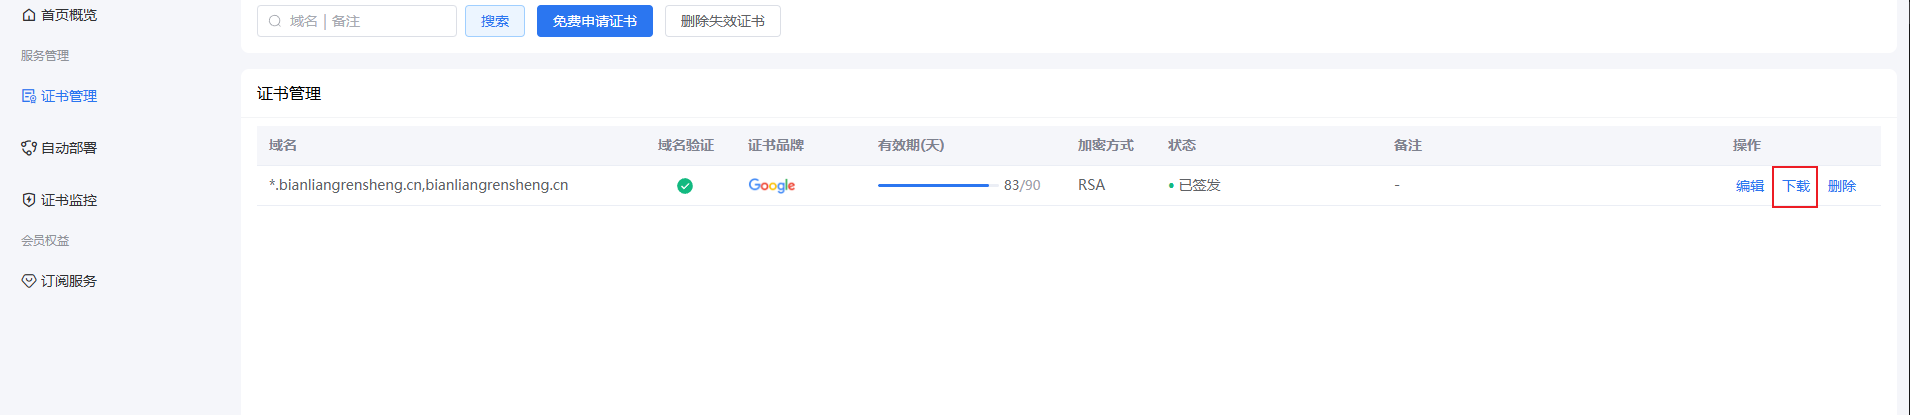 首页概览
服务管理
证书管理
自动部署
证书监控
会员权益
订阅服务
域名 | 备注 搜索 免费申请证书 删除失效证书
证书管理
域名 域名验证 证书品牌 有效期(天) 加密方式 状态 备注 操作
*.bianliangrensheng.cn,bianliangrensheng.cn Google 83/90 RSA 已签发 - 编辑 下载 删除